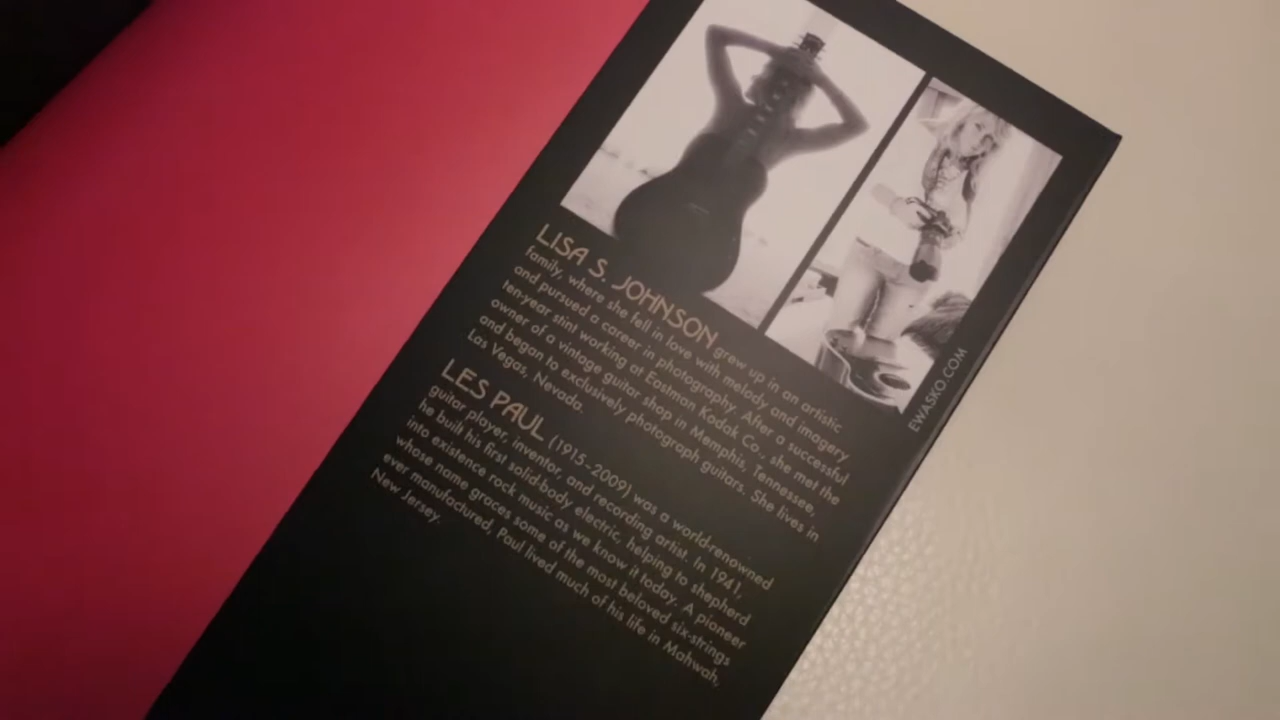 LISA S. JOHNSON grew up in an artistic
family, where she fell in love with melody and imagery
and pursued a career in photography. After a successful
ten-year stint working at Eastman Kodak Co., she met the
owner of a vintage guitar shop in Memphis, Tennessee,
and began to exclusively photograph guitars. She lives in
Las Vegas, Nevada.
LES PAUL (1915–2009) was a world-renowned
guitar player, inventor, and recording artist. In 1941,
he built his first solid-body electric, helping to shepherd
into existence rock music as we know it today. A pioneer
whose name graces some of the most beloved six-strings
ever manufactured, Paul lived much of his life in Mahwah,
New Jersey.
EWASKO.COM